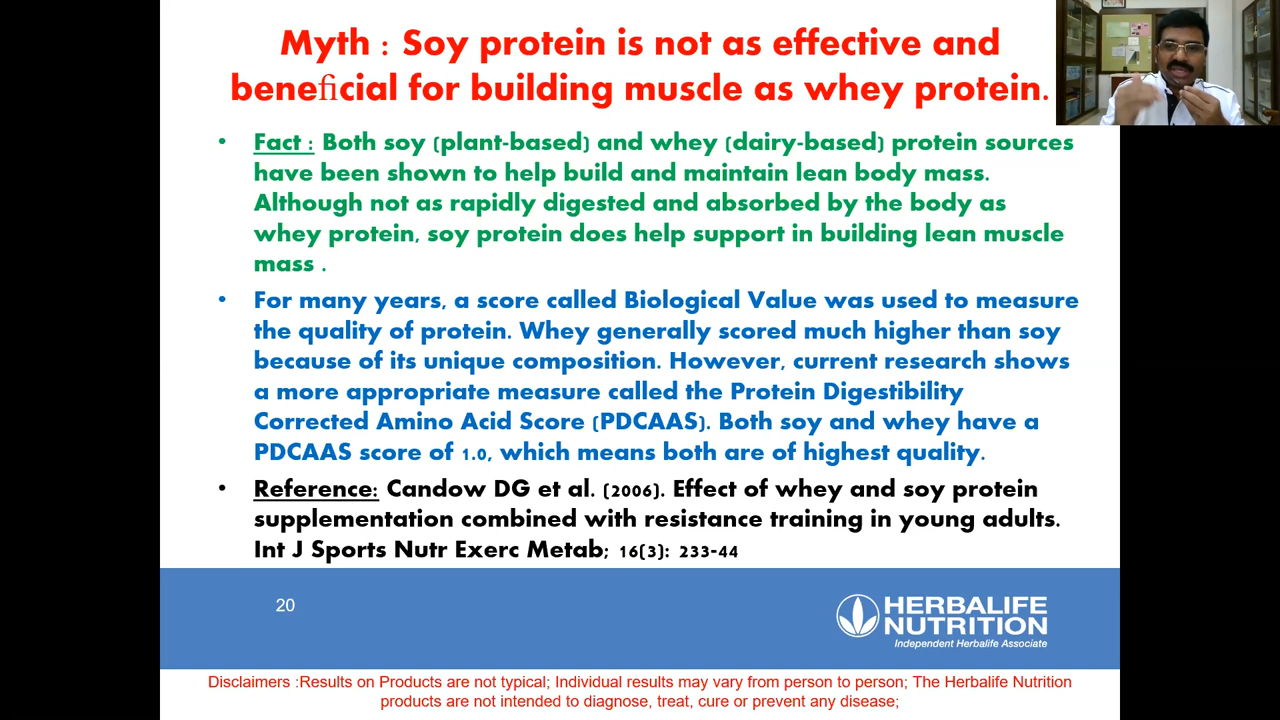 Myth : Soy protein is not as effective and
beneficial for building muscle as whey protein.
• Fact : Both soy (plant-based) and whey (dairy-based) protein sources
have been shown to help build and maintain lean body mass.
Although not as rapidly digested and absorbed by the body as
whey protein, soy protein does help support in building lean muscle
mass .
• For many years, a score called Biological Value was used to measure
the quality of protein. Whey generally scored much higher than soy
because of its unique composition. However, current research shows
a more appropriate measure called the Protein Digestibility
Corrected Amino Acid Score (PDCAAS). Both soy and whey have a
PDCAAS score of 1.0, which means both are of highest quality.
• Reference: Candow DG et al. (2006). Effect of whey and soy protein
supplementation combined with resistance training in young adults.
Int J Sports Nutr Exerc Metab; 16(3): 233-44
20
HERBALIFE
NUTRITION
Independent Herbalife Associate
Disclaimers :Results on Products are not typical; Individual results may vary from person to person; The Herbalife Nutrition
products are not intended to diagnose, treat, cure or prevent any disease;